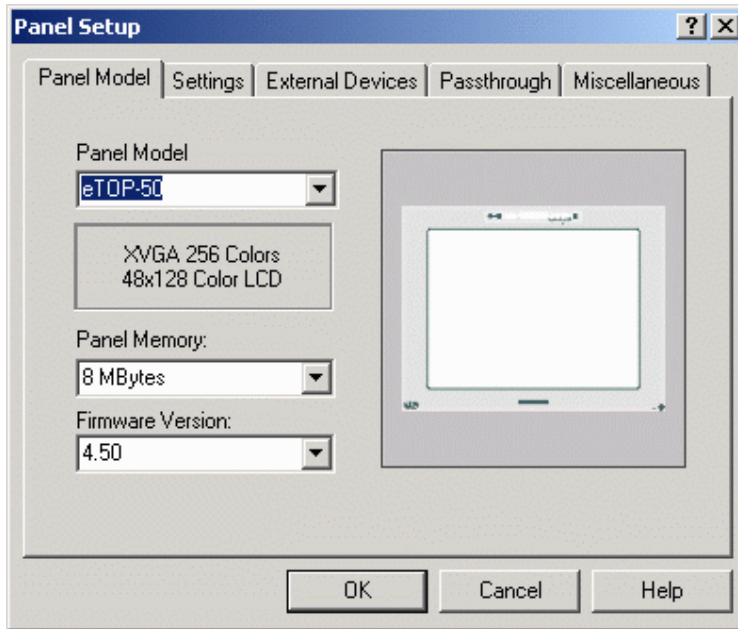 Panel Setup
Panel Model Settings External Devices Passthrough Miscellaneous
Panel Model
eTOP-50
XVGA 256 Colors
48x128 Color LCD
Panel Memory:
8 MBytes
Firmware Version:
4.50
OK Cancel Help